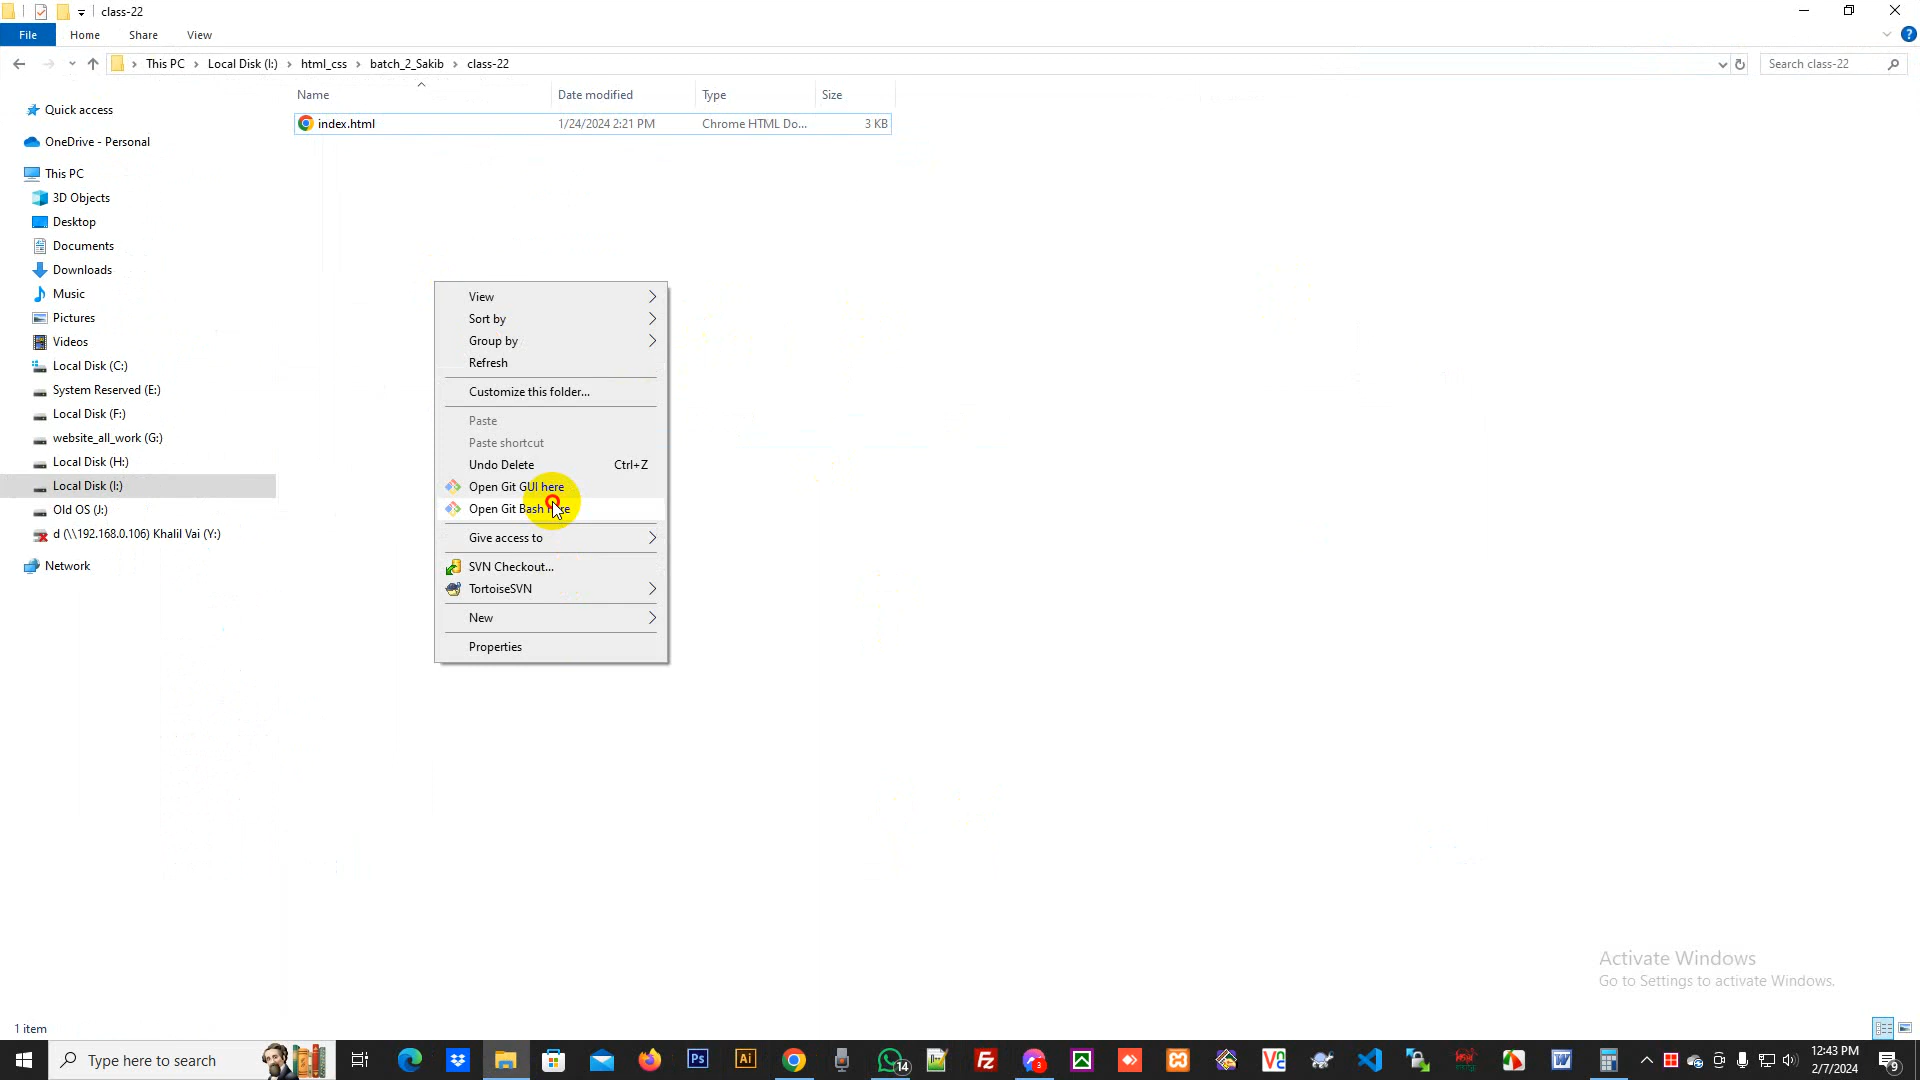 class-22
File Home Share View
This PC Local Disk (I:) html_css batch_2_Sakib class-22
Search class-22
Name Date modified Type Size
index.html 1/24/2024 2:21 PM Chrome HTML Do... 3 KB
Quick access
OneDrive - Personal
This PC
3D Objects
Desktop
Documents
Downloads
Music
Pictures
Videos
Local Disk (C:)
System Reserved (E:)
Local Disk (F:)
website_all_work (G:)
Local Disk (H:)
Local Disk (I:)
Old OS (J:)
d (\\192.168.0.106) Khalil Vai (Y:)
Network
View
Sort by
Group by
Refresh
Customize this folder...
Paste
Paste shortcut
Undo Delete Ctrl+Z
Open Git GUI here
Open Git Bash here
Give access to
SVN Checkout...
TortoiseSVN
New
Properties
Activate Windows
Go to Settings to activate Windows.
1 item
Type here to search
Ps
Ai
14
3
12:43 PM
2/7/2024
9